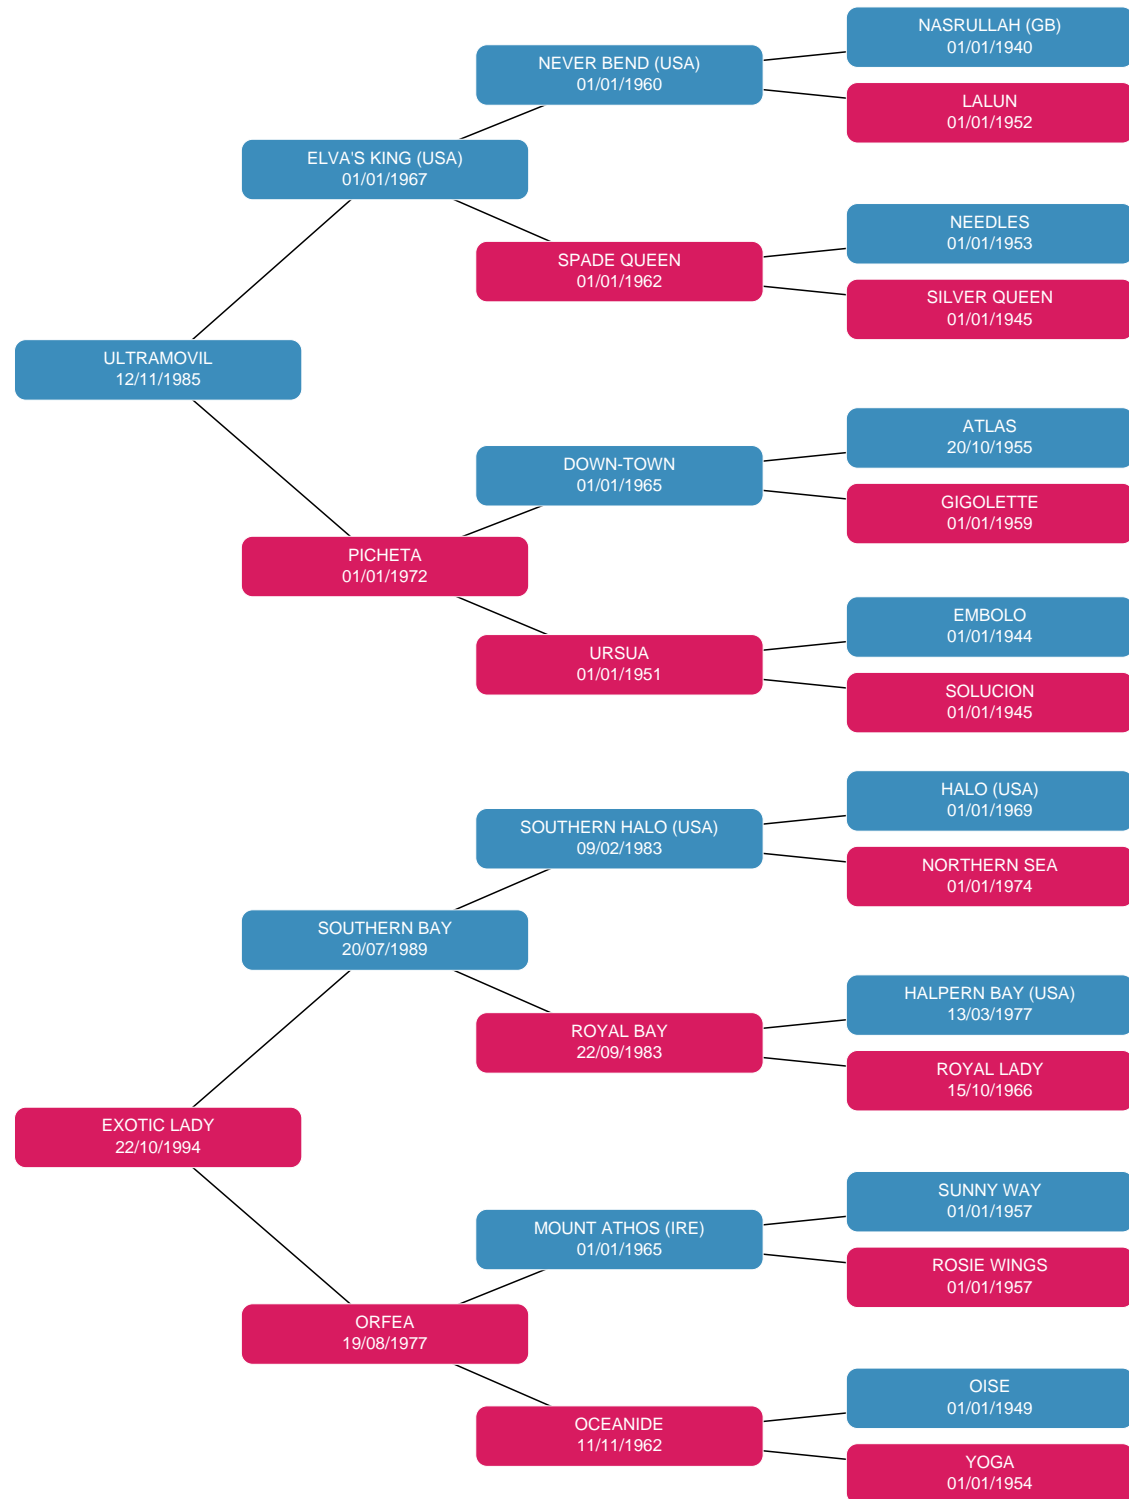 NASRULLAH (GB)
01/01/1940
NEVER BEND (USA)
01/01/1960
LALUN
01/01/1952
ELVA'S KING (USA)
01/01/1967
NEEDLES
01/01/1953
SPADE QUEEN
01/01/1962
SILVER QUEEN
01/01/1945
ULTRAMOVIL
12/11/1985
ATLAS
20/10/1955
DOWN-TOWN
01/01/1965
GIGOLETTE
01/01/1959
PICHETA
01/01/1972
EMBOLO
01/01/1944
URSUA
01/01/1951
SOLUCION
01/01/1945
HALO (USA)
01/01/1969
SOUTHERN HALO (USA)
09/02/1983
NORTHERN SEA
01/01/1974
SOUTHERN BAY
20/07/1989
HALPERN BAY (USA)
13/03/1977
ROYAL BAY
22/09/1983
ROYAL LADY
15/10/1966
EXOTIC LADY
22/10/1994
SUNNY WAY
01/01/1957
MOUNT ATHOS (IRE)
01/01/1965
ROSIE WINGS
01/01/1957
ORFEA
19/08/1977
OISE
01/01/1949
OCEANIDE
11/11/1962
YOGA
01/01/1954